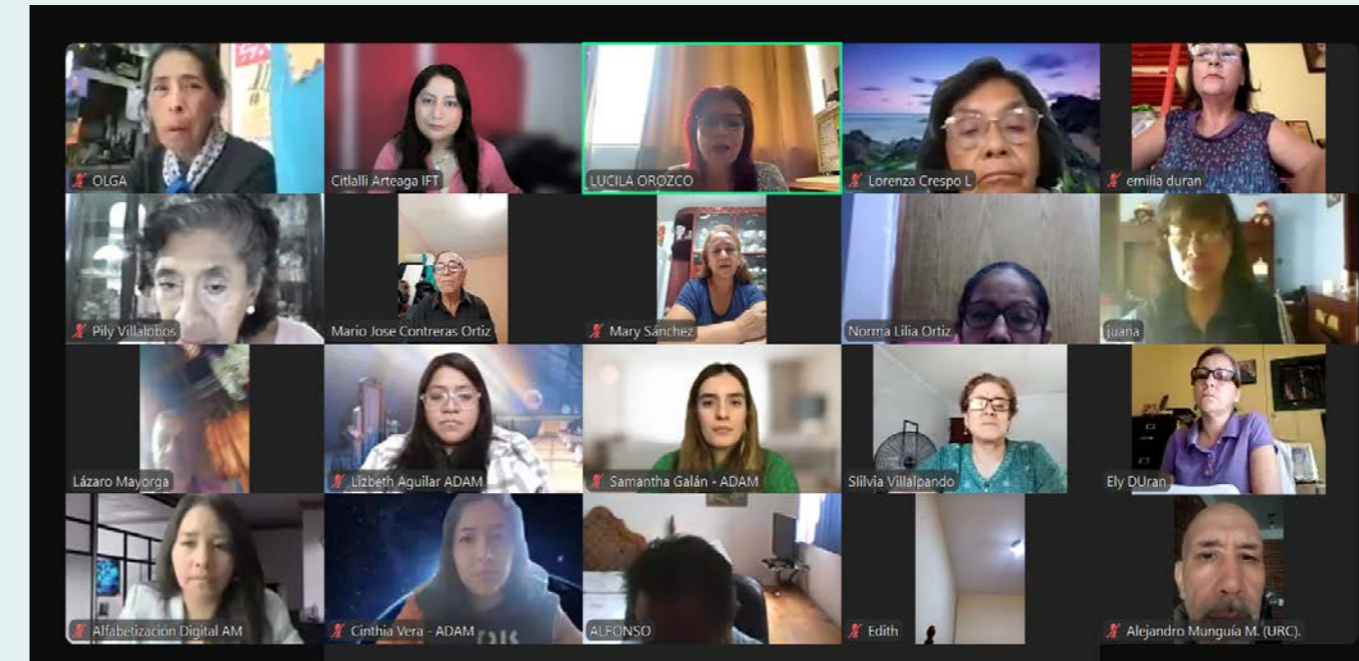 OLGA
Citlalli Arteaga IFT
LUCILA OROZCO
Lorenza Crespo L
emilia duran
Pily Villalobos
Mario Jose Contreras Ortiz
Mary Sánchez
Norma Lilia Ortiz
juana
Lázaro Mayorga
Lizbeth Aguilar ADAM
Samantha Galán - ADAM
Slilvia Villalpando
Ely DUran
Alfabetización Digital AM
Cinthia Vera - ADAM
ALFONSO
Edith
Alejandro Munguía M. (URC).